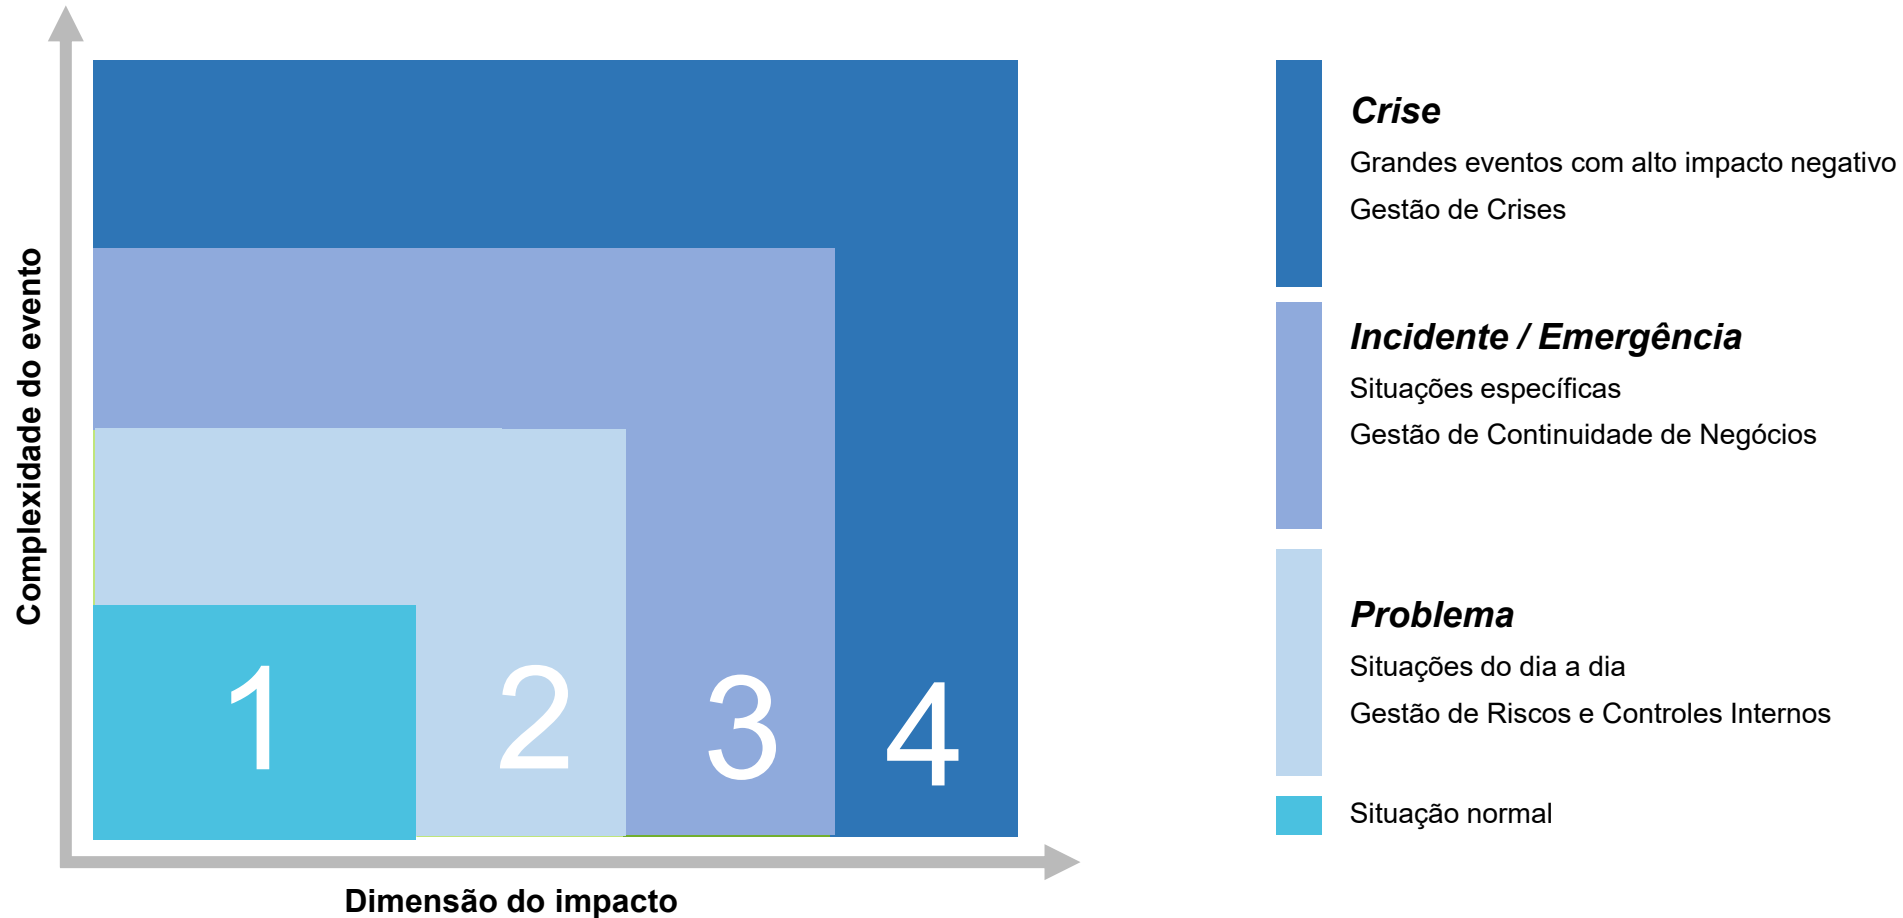 Complexidade do evento
1
2
3
4
Dimensão do impacto
Crise
Grandes eventos com alto impacto negativo
Gestão de Crises
Incidente / Emergência
Situações específicas
Gestão de Continuidade de Negócios
Problema
Situações do dia a dia
Gestão de Riscos e Controles Internos
Situação normal